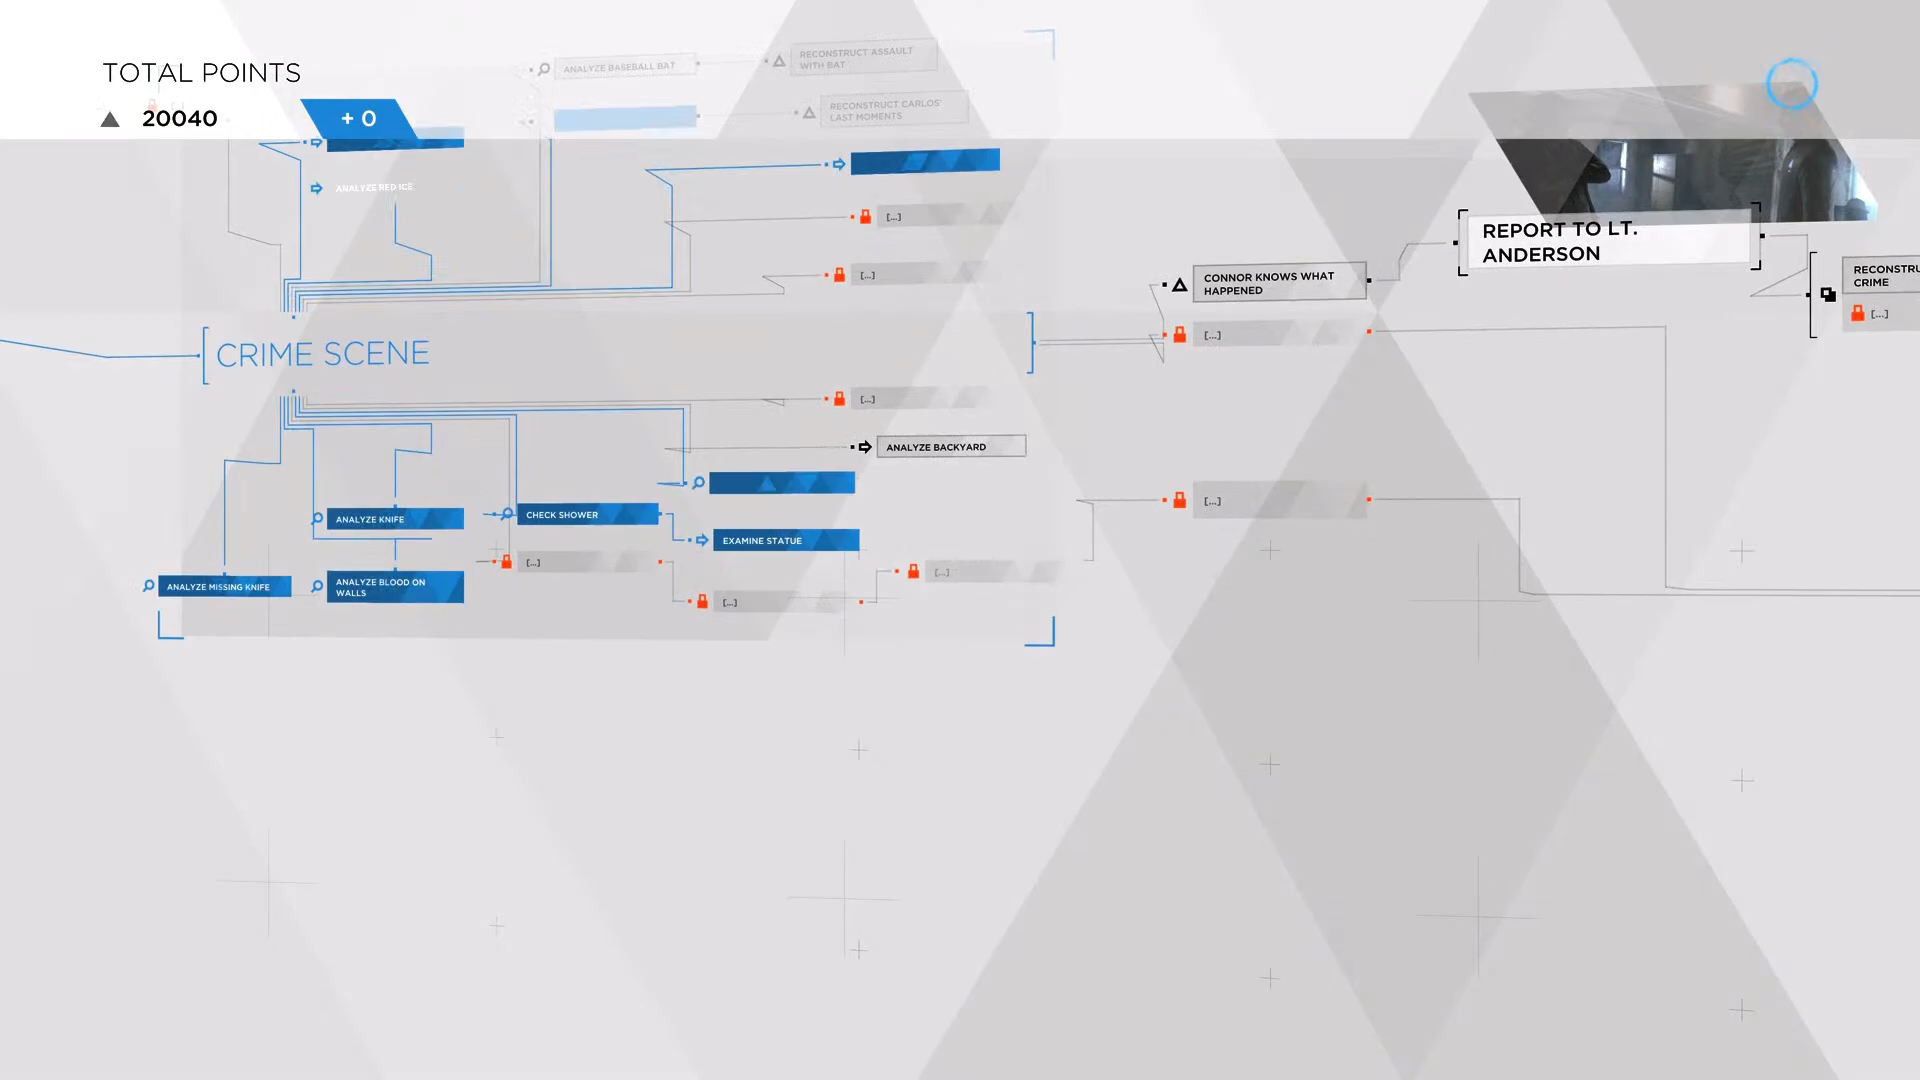 TOTAL POINTS
20040
+ 0
ANALYZE BASEBALL BAT
RECONSTRUCT ASSAULT
WITH BAT
RECONSTRUCT CARLOS'
LAST MOMENTS
ANALYZE RED ICE
[...]
[...]
REPORT TO LT.
ANDERSON
CONNOR KNOWS WHAT
HAPPENED
[...]
RECONSTRU
CRIME
[...]
CRIME SCENE
[...]
ANALYZE BACKYARD
ANALYZE KNIFE
CHECK SHOWER
EXAMINE STATUE
[...]
[...]
[...]
[...]
ANALYZE MISSING KNIFE
ANALYZE BLOOD ON
WALLS